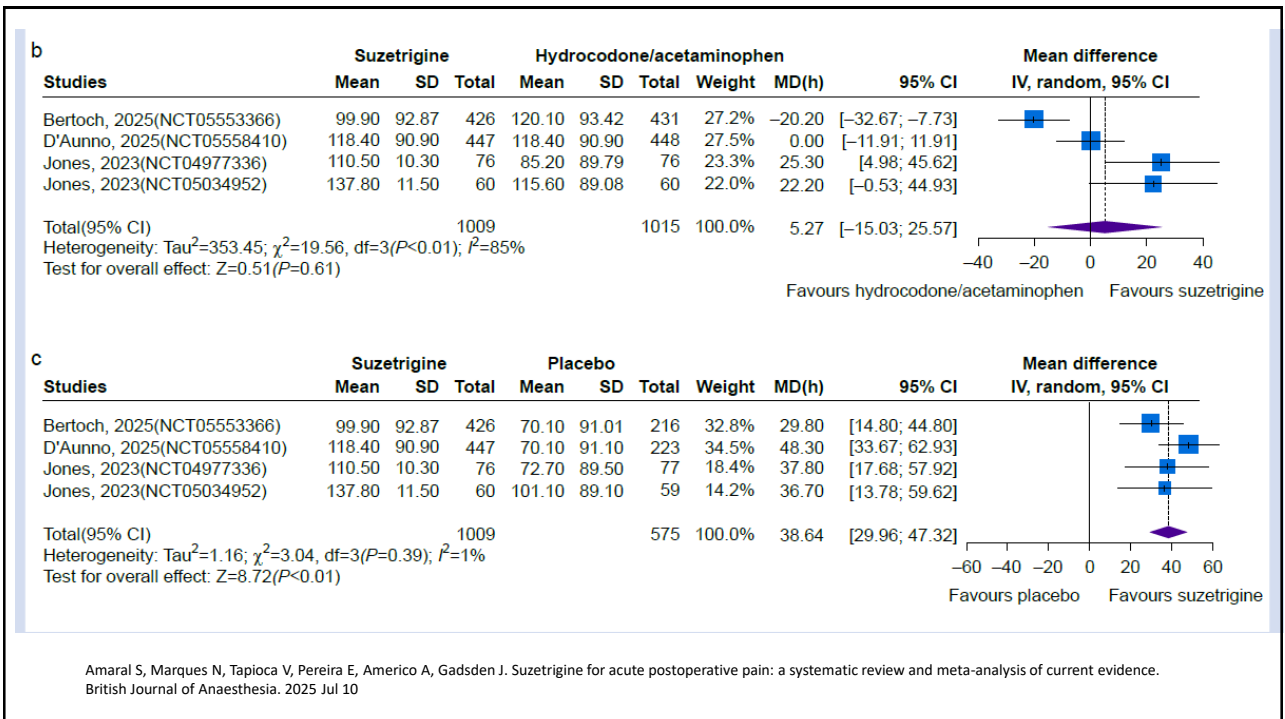 b
Suzetrigine Hydrocodone/acetaminophen Mean difference
Studies Mean SD Total Mean SD Total Weight MD(h) 95% CI IV, random, 95% CI
Bertoch, 2025(NCT05553366) 99.90 92.87 426 120.10 93.42 431 27.2% −20.20 [−32.67; −7.73]
D'Aunno, 2025(NCT05558410) 118.40 90.90 447 118.40 90.90 448 27.5% 0.00 [−11.91; 11.91]
Jones, 2023(NCT04977336) 110.50 10.30 76 85.20 89.79 76 23.3% 25.30 [4.98; 45.62]
Jones, 2023(NCT05034952) 137.80 11.50 60 115.60 89.08 60 22.0% 22.20 [−0.53; 44.93]
Total(95% CI) 1009 1015 100.0% 5.27 [−15.03; 25.57]
Heterogeneity: Tau²=353.45; χ²=19.56, df=3(P<0.01); I²=85%
Test for overall effect: Z=0.51(P=0.61)
−40 −20 0 20 40
Favours hydrocodone/acetaminophen Favours suzetrigine
c
Suzetrigine Placebo Mean difference
Studies Mean SD Total Mean SD Total Weight MD(h) 95% CI IV, random, 95% CI
Bertoch, 2025(NCT05553366) 99.90 92.87 426 70.10 91.01 216 32.8% 29.80 [14.80; 44.80]
D'Aunno, 2025(NCT05558410) 118.40 90.90 447 70.10 91.10 223 34.5% 48.30 [33.67; 62.93]
Jones, 2023(NCT04977336) 110.50 10.30 76 72.70 89.50 77 18.4% 37.80 [17.68; 57.92]
Jones, 2023(NCT05034952) 137.80 11.50 60 101.10 89.10 59 14.2% 36.70 [13.78; 59.62]
Total(95% CI) 1009 575 100.0% 38.64 [29.96; 47.32]
Heterogeneity: Tau²=1.16; χ²=3.04, df=3(P=0.39); I²=1%
Test for overall effect: Z=8.72(P<0.01)
−60 −40 −20 0 20 40 60
Favours placebo Favours suzetrigine
Amaral S, Marques N, Tapioca V, Pereira E, Americo A, Gadsden J. Suzetrigine for acute postoperative pain: a systematic review and meta-analysis of current evidence.
British Journal of Anaesthesia. 2025 Jul 10